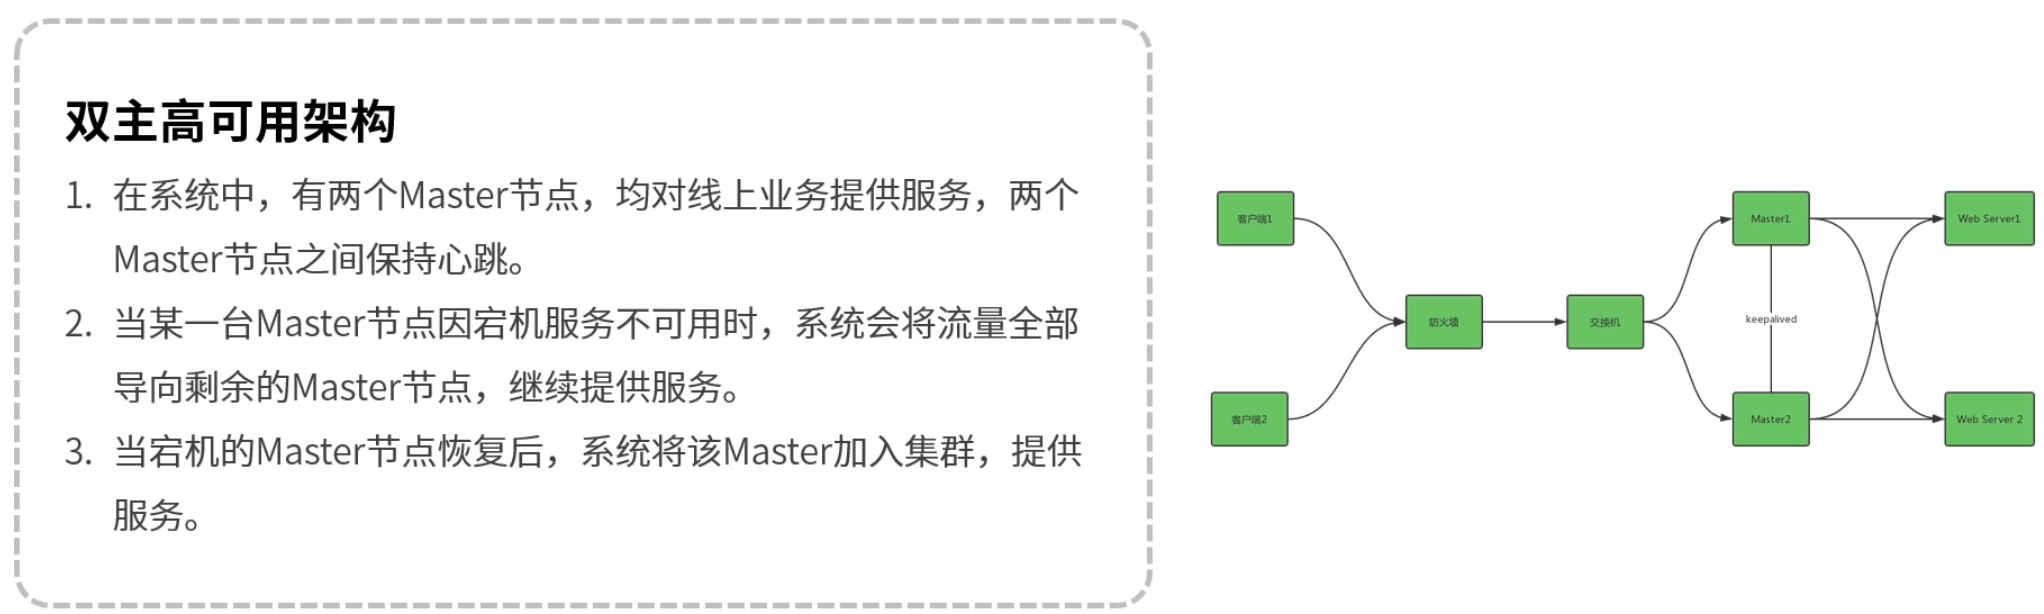 双主高可用架构
1. 在系统中，有两个Master节点，均对线上业务提供服务，两个
Master节点之间保持心跳。
2. 当某一台Master节点因宕机服务不可用时，系统会将流量全部
导向剩余的Master节点，继续提供服务。
3. 当宕机的Master节点恢复后，系统将该Master加入集群，提供
服务。
客户端1
Master1
Web Server1
防火墙
交换机
keepalived
客户端2
Master2
Web Server 2